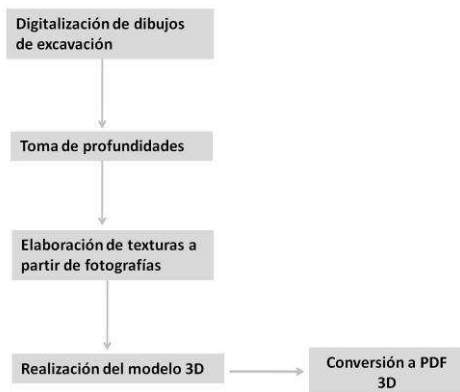 Digitalización de dibujos
de excavación
Toma de profundidades
Elaboración de texturas a
partir de fotografías
Realización del modelo 3D
Conversión a PDF
3D